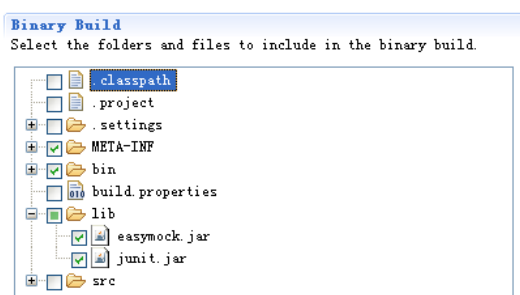 Binary Build
Select the folders and files to include in the binary build.
.classpath
.project
.settings
META-INF
bin
build.properties
lib
easymock.jar
junit.jar
src